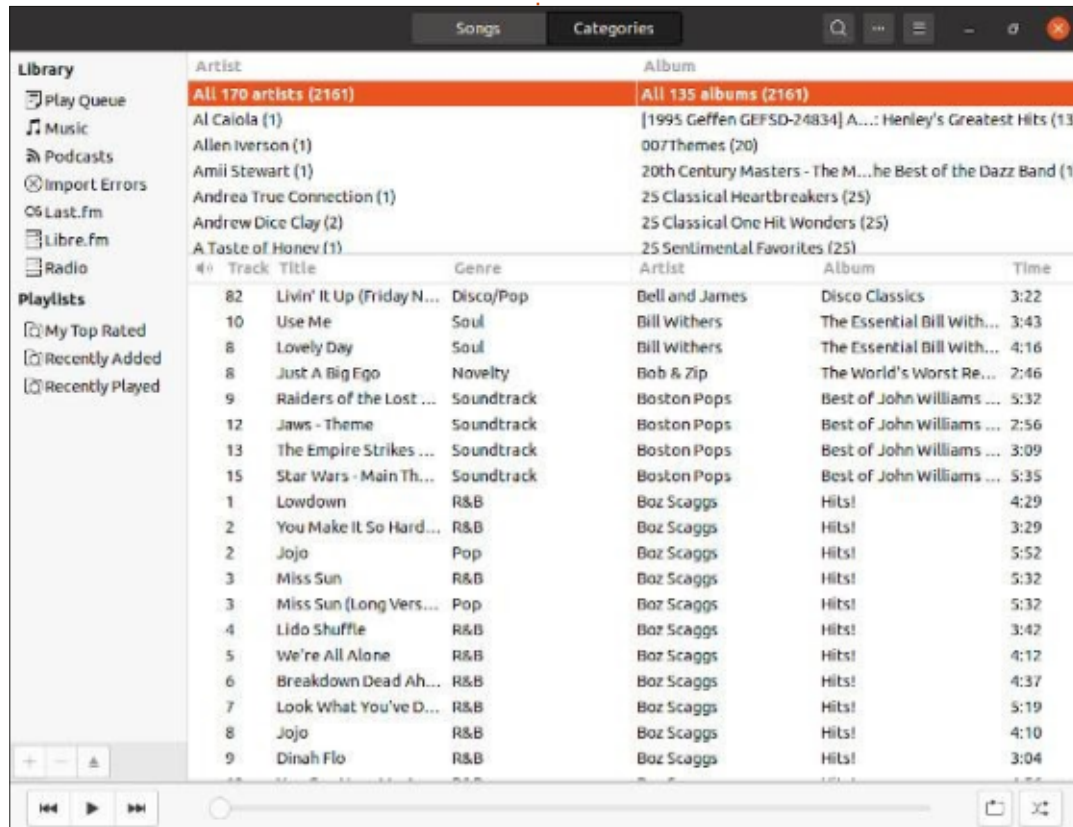 Songs Categories
Library
Play Queue
Music
Podcasts
Import Errors
Last.fm
Libre.fm
Radio
Playlists
My Top Rated
Recently Added
Recently Played
Artist Album
All 170 artists (2161) All 135 albums (2161)
Al Caiola (1) [1995 Geffen GEFSD-24834] A...: Henley's Greatest Hits (13
Allen Iverson (1) 007Themes (20)
Amii Stewart (1) 20th Century Masters - The M...he Best of the Dazz Band (1
Andrea True Connection (1) 25 Classical Heartbreakers (25)
Andrew Dice Clay (2) 25 Classical One Hit Wonders (25)
A Taste of Honey (1) 25 Sentimental Favorites (25)
Track Title Genre Artist Album Time
82 Livin' It Up (Friday N... Disco/Pop Bell and James Disco Classics 3:22
10 Use Me Soul Bill Withers The Essential Bill With... 3:43
8 Lovely Day Soul Bill Withers The Essential Bill With... 4:16
8 Just A Big Ego Novelty Bob & Zip The World's Worst Re... 2:46
9 Raiders of the Lost ... Soundtrack Boston Pops Best of John Williams ... 5:32
12 Jaws - Theme Soundtrack Boston Pops Best of John Williams ... 2:56
13 The Empire Strikes ... Soundtrack Boston Pops Best of John Williams ... 3:09
15 Star Wars - Main Th... Soundtrack Boston Pops Best of John Williams ... 5:35
1 Lowdown R&B Boz Scaggs Hits! 4:29
2 You Make It So Hard... R&B Boz Scaggs Hits! 3:29
2 Jojo Pop Boz Scaggs Hits! 5:52
3 Miss Sun R&B Boz Scaggs Hits! 5:32
3 Miss Sun (Long Vers... Pop Boz Scaggs Hits! 5:32
4 Lido Shuffle R&B Boz Scaggs Hits! 3:42
5 We're All Alone R&B Boz Scaggs Hits! 4:12
6 Breakdown Dead Ah... R&B Boz Scaggs Hits! 4:37
7 Look What You've D... R&B Boz Scaggs Hits! 5:19
8 Jojo R&B Boz Scaggs Hits! 4:10
9 Dinah Flo R&B Boz Scaggs Hits! 3:04